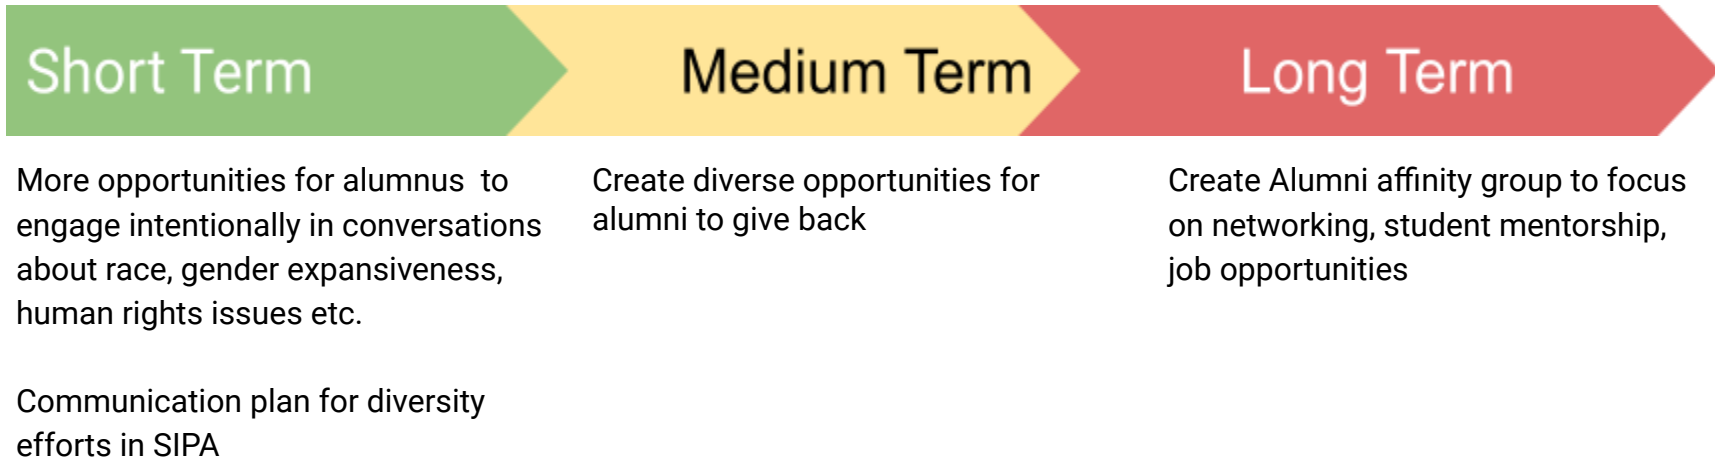 Short Term
Medium Term
Long Term
More opportunities for alumnus  to
engage intentionally in conversations
about race, gender expansiveness,
human rights issues etc.
Communication plan for diversity
efforts in SIPA
Create diverse opportunities for
alumni to give back
Create Alumni affinity group to focus
on networking, student mentorship,
job opportunities